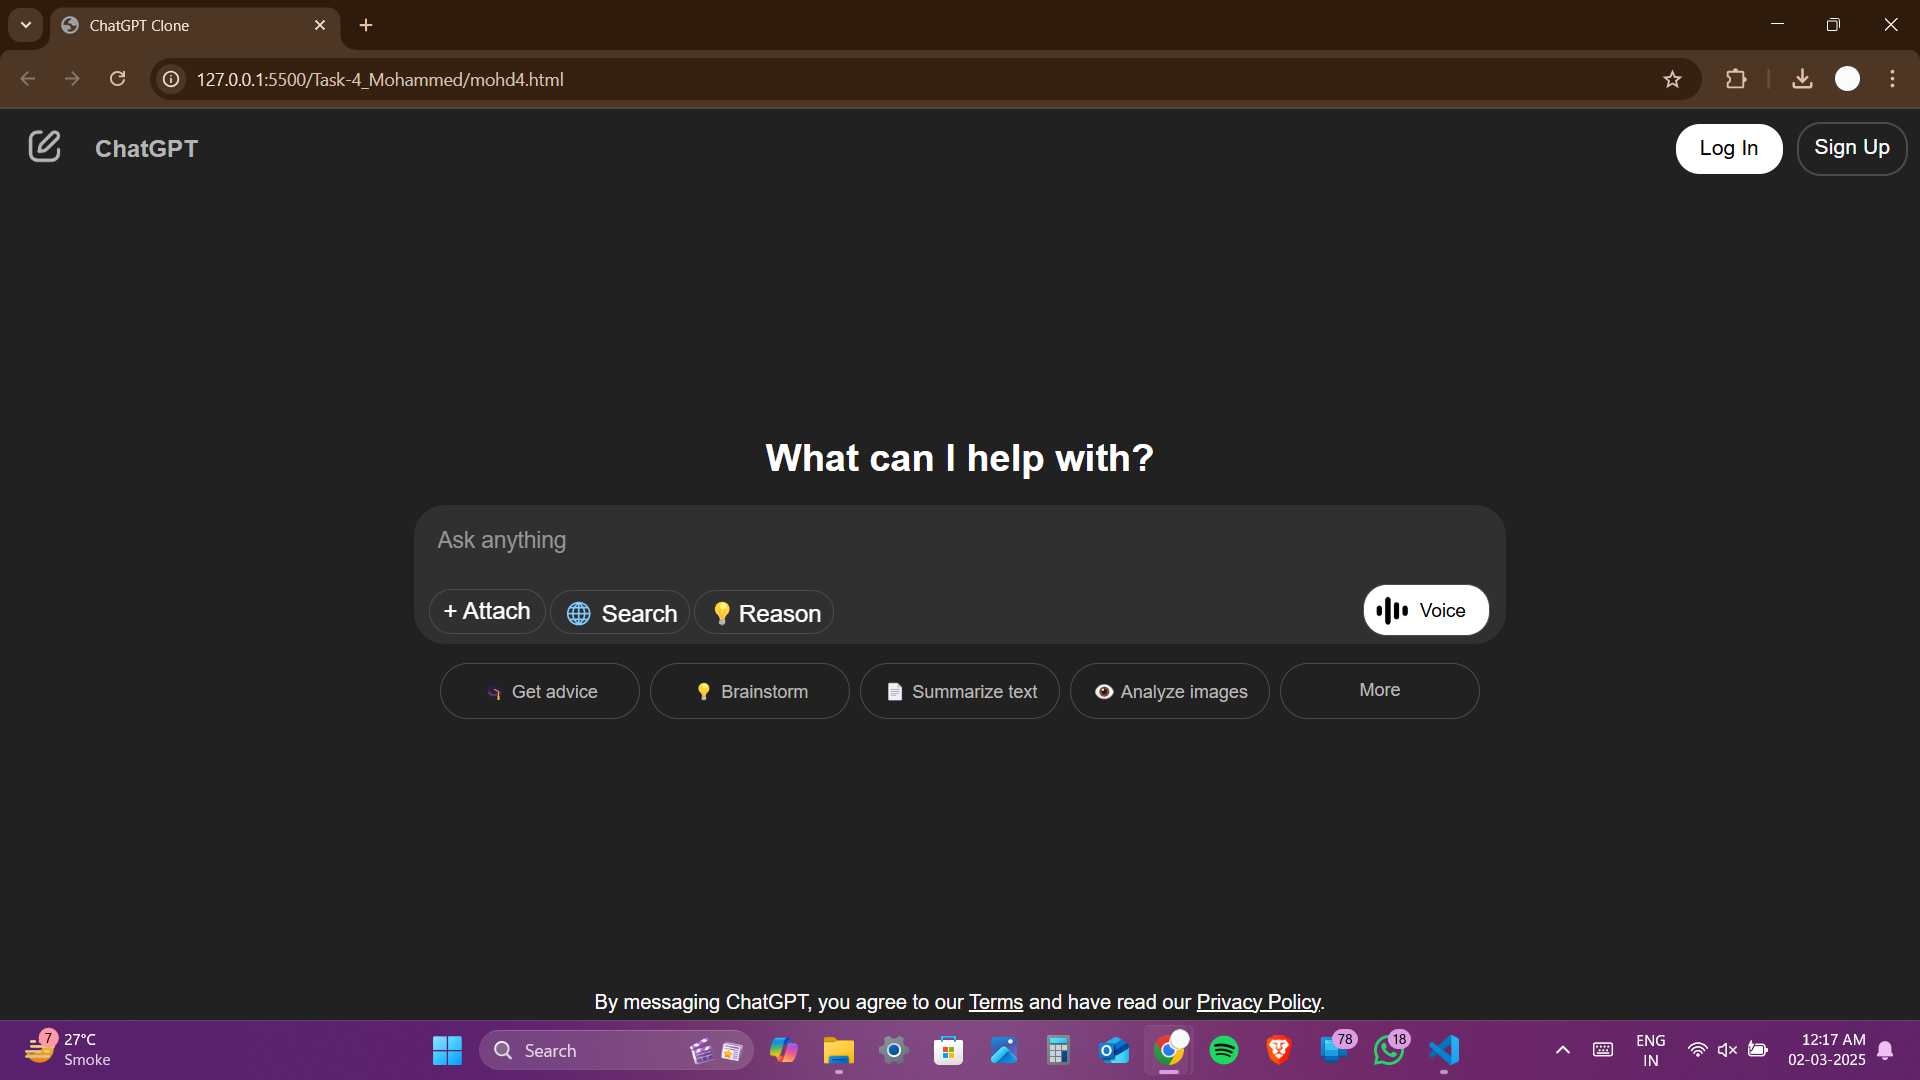 ChatGPT Clone
127.0.0.1:5500/Task-4_Mohammed/mohd4.html
ChatGPT
Log In
Sign Up
What can I help with?
Ask anything
+ Attach
Search
Reason
Voice
Get advice
Brainstorm
Summarize text
Analyze images
More
By messaging ChatGPT, you agree to our Terms and have read our Privacy Policy.
7
27°C
Smoke
Search
78
18
ENG
IN
12:17 AM
02-03-2025